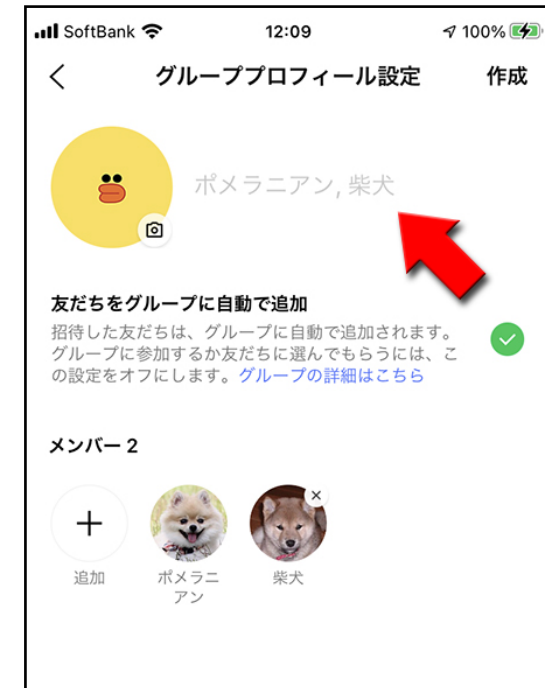 SoftBank 12:09 100%
グループプロフィール設定 作成
ポメラニアン, 柴犬
友だちをグループに自動で追加
招待した友だちは、グループに自動で追加されます。
グループに参加するか友だちに選んでもらうには、こ
の設定をオフにします。グループの詳細はこちら
メンバー 2
追加 ポメラニ 柴犬
アン